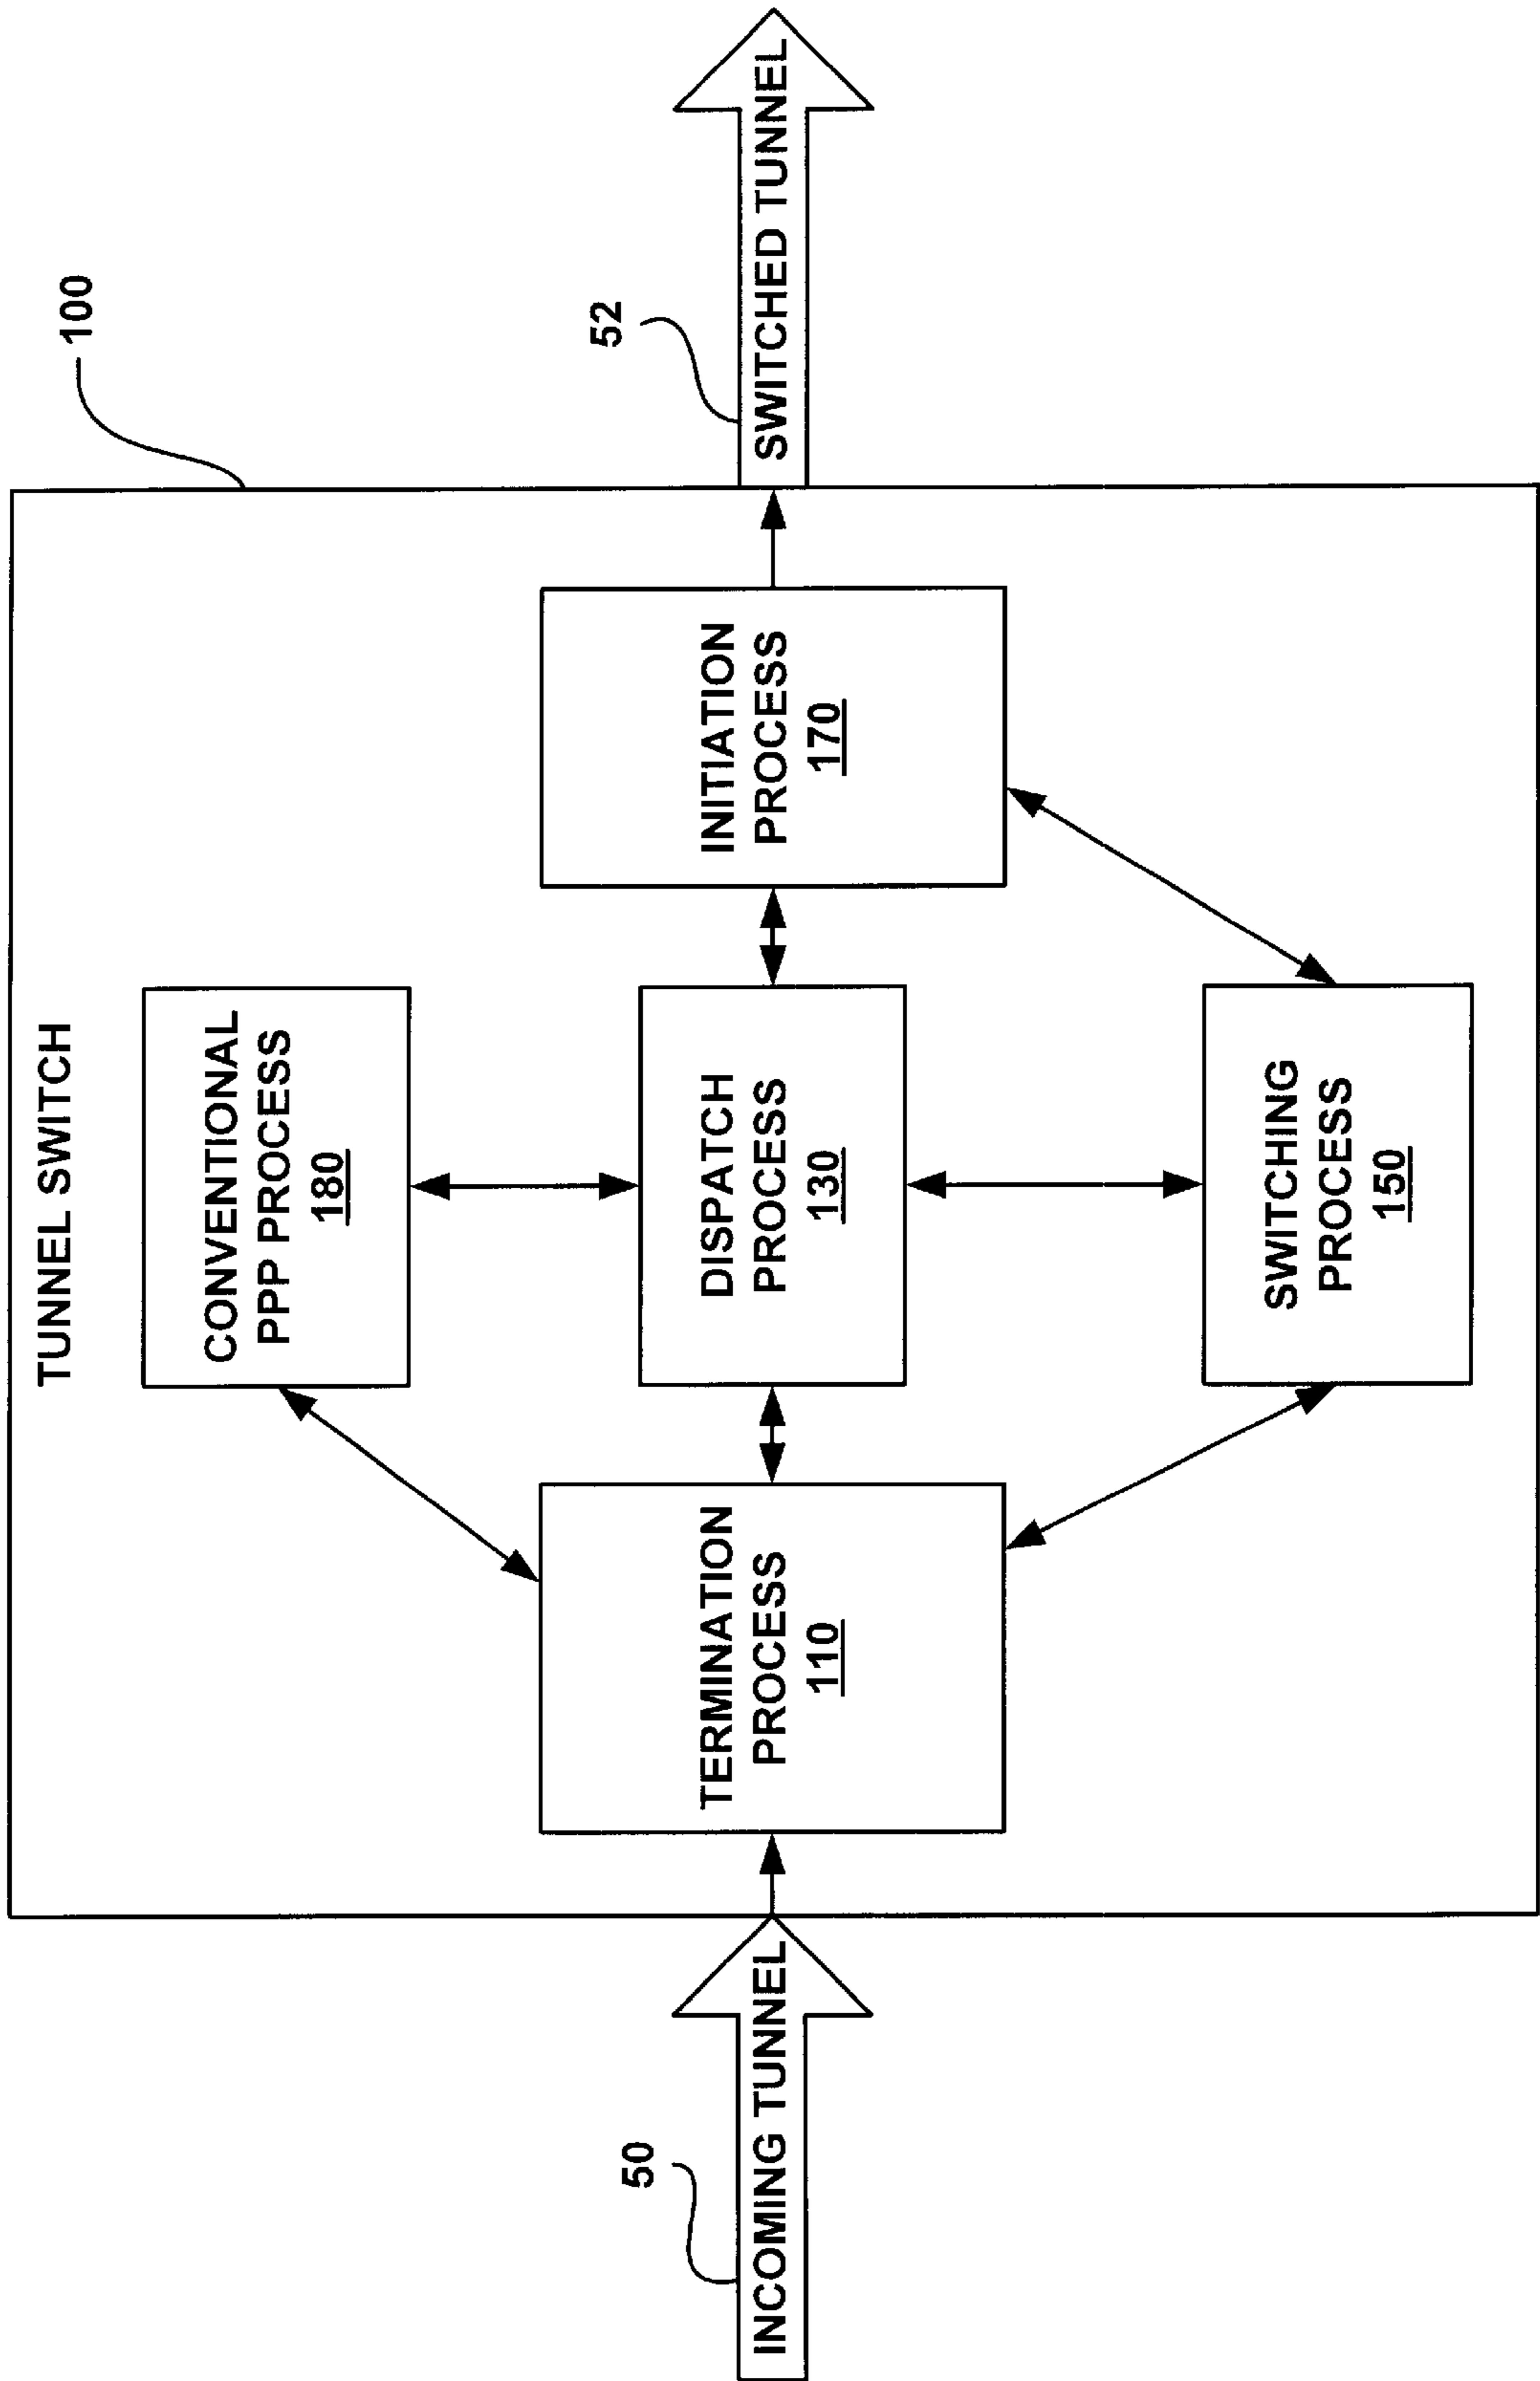 100
TUNNEL SWITCH
CONVENTIONAL
PPP PROCESS
180
50
INCOMING TUNNEL
TERMINATION
PROCESS
110
DISPATCH
PROCESS
130
INITIATION
PROCESS
170
52
SWITCHED TUNNEL
SWITCHING
PROCESS
150